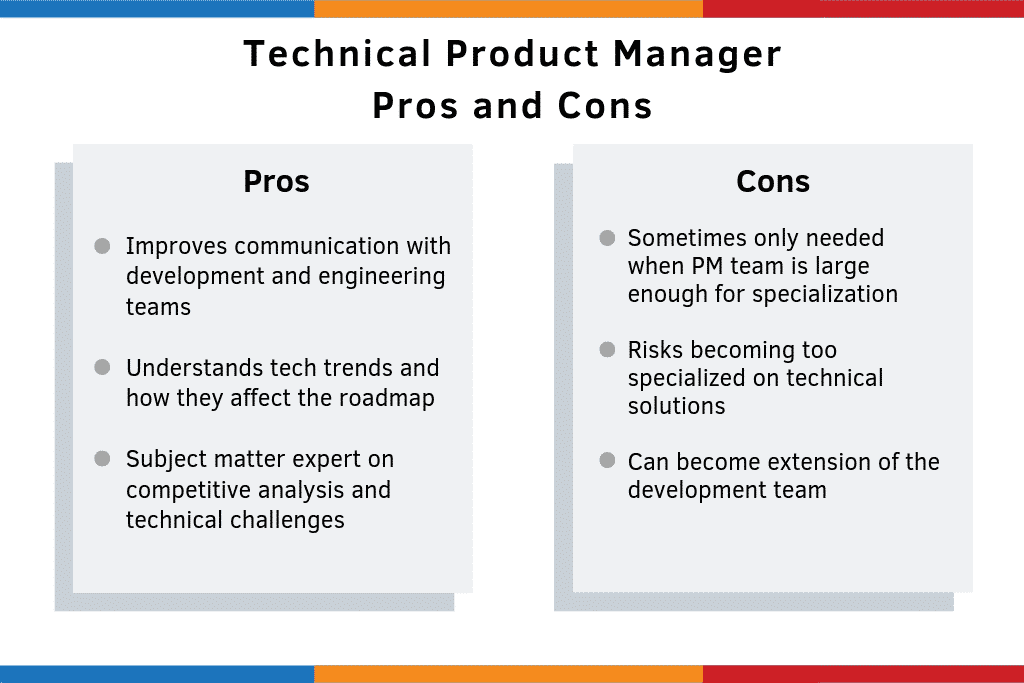 Technical Product Manager
Pros and Cons
Pros
Improves communication with
development and engineering
teams
Understands tech trends and
how they affect the roadmap
Subject matter expert on
competitive analysis and
technical challenges
Cons
Sometimes only needed
when PM team is large
enough for specialization
Risks becoming too
specialized on technical
solutions
Can become extension of the
development team